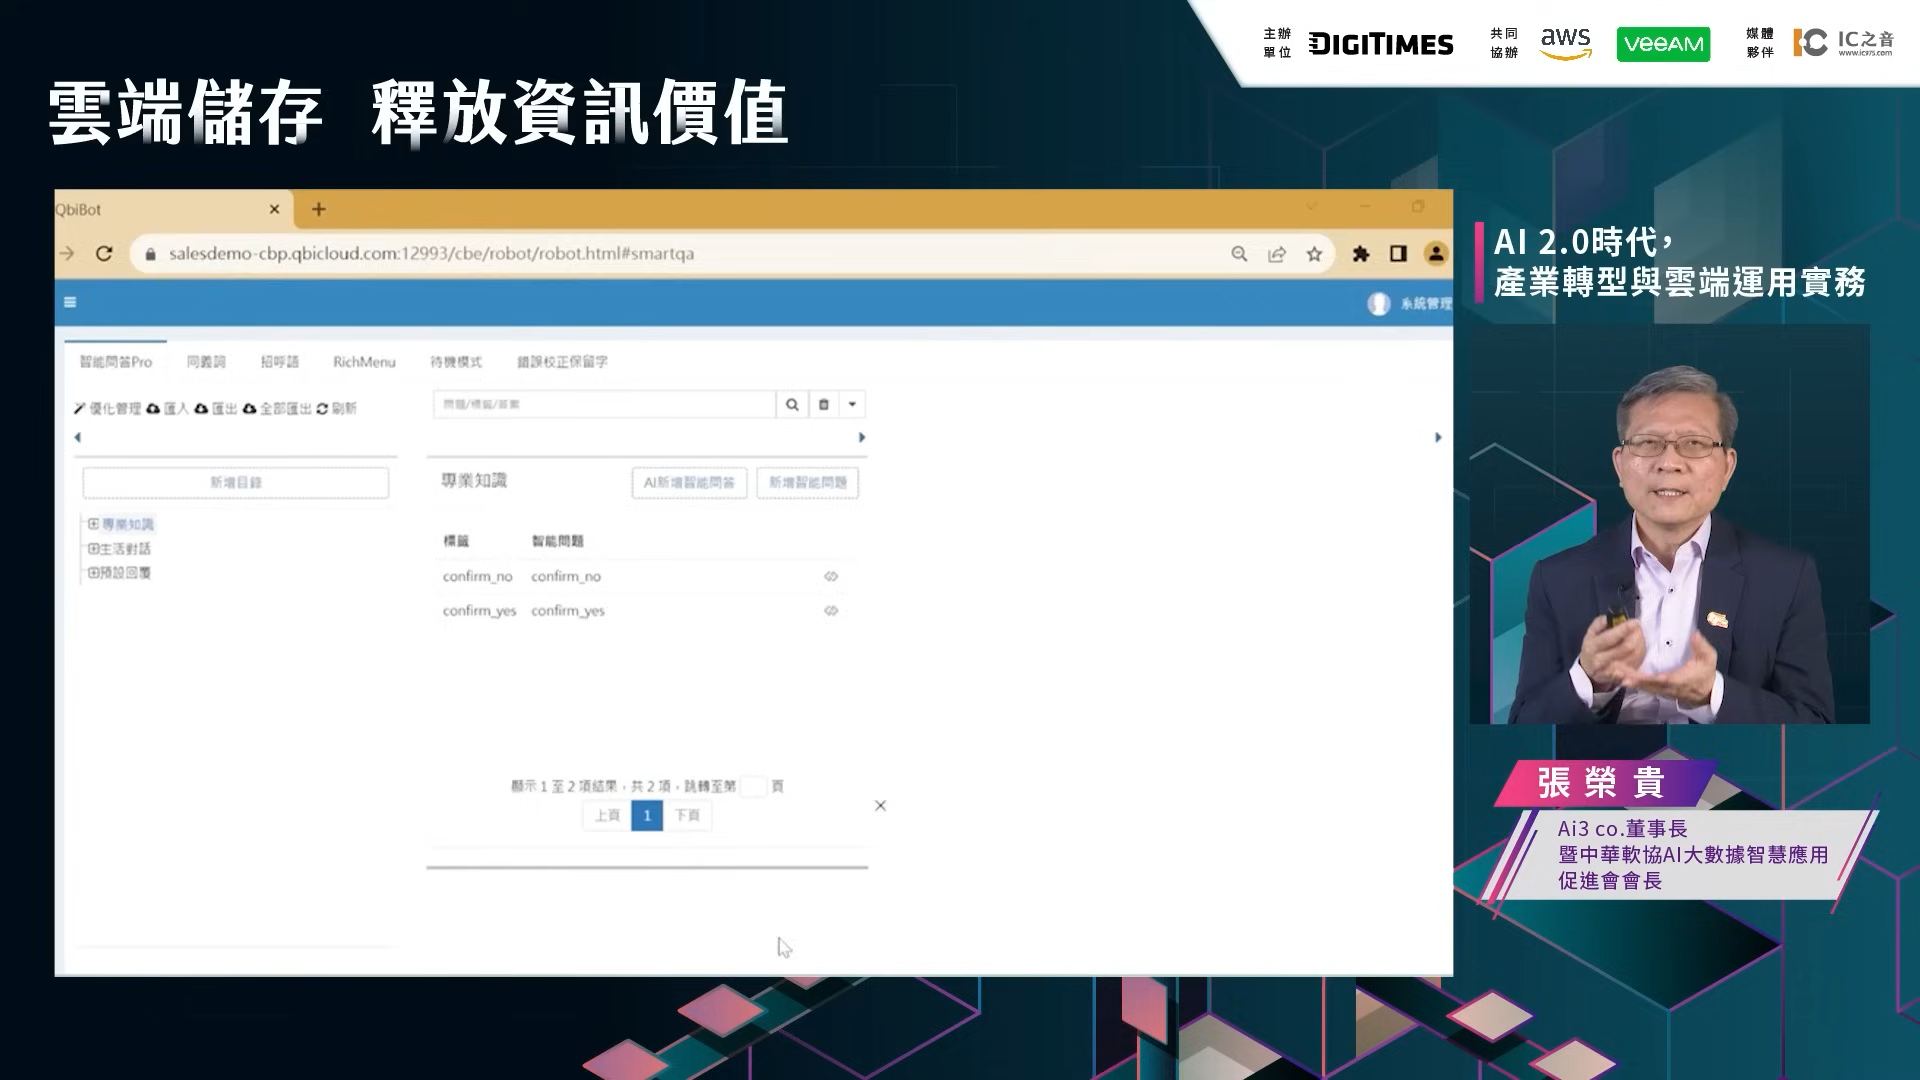 主辦
單位
DIGITIMES
共同
協辦
aws
veeAM
媒體
夥伴
IC之音
www.ic975.com
雲端儲存 釋放資訊價值
QbiBot
salesdemo-cbp.qbicloud.com:12993/cbe/robot/robot.html#smartqa
系統管理
智能問答Pro 同義詞 招呼語 RichMenu 待機模式 錯誤校正保留字
優化管理 匯入 匯出 全部匯出 刷新
問題/標籤/答案
新增目錄
專業知識
生活對話
預設回覆
專業知識 AI新增智能問答 新增智能問題
標籤 智能問題
confirm_no confirm_no
confirm_yes confirm_yes
顯示 1 至 2 項結果，共 2 項，跳轉至第 頁
上頁 1 下頁
AI 2.0時代，
產業轉型與雲端運用實務
張榮貴
Ai3 co.董事長
暨中華軟協AI大數據智慧應用
促進會會長